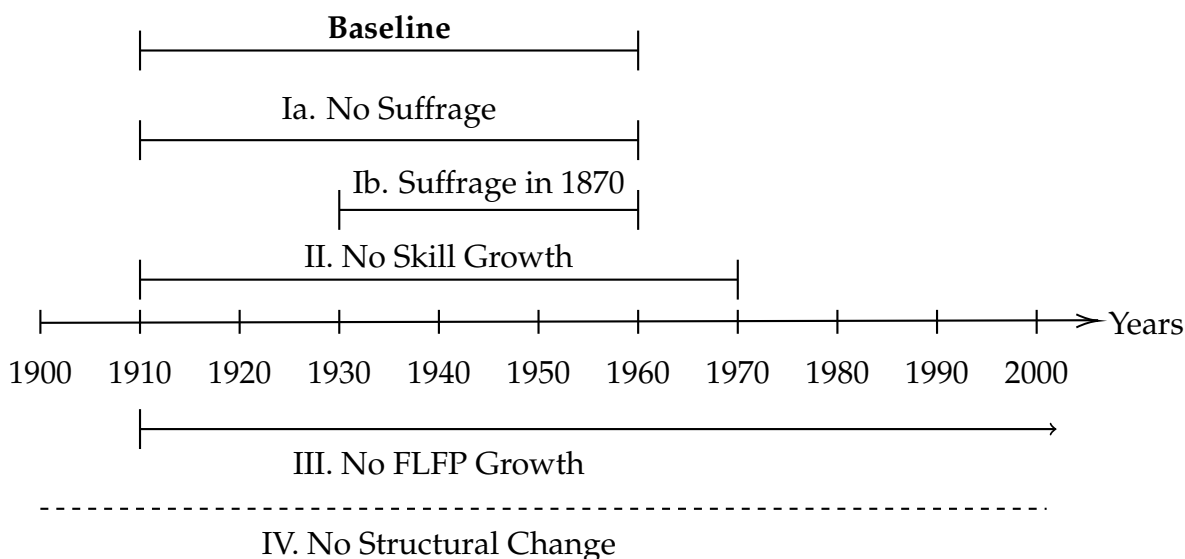 Baseline
Ia. No Suffrage
Ib. Suffrage in 1870
II. No Skill Growth
Years
1900 1910 1920 1930 1940 1950 1960 1970 1980 1990 2000
III. No FLFP Growth
IV. No Structural Change